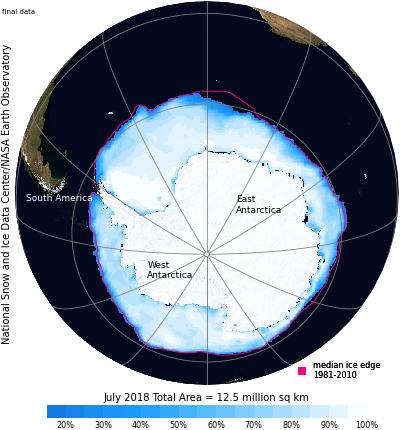 final data
National Snow and Ice Data Center/NASA Earth Observatory
South America
East
Antarctica
West
Antarctica
median ice edge
1981-2010
July 2018 Total Area = 12.5 million sq km
20% 30% 40% 50% 60% 70% 80% 90% 100%